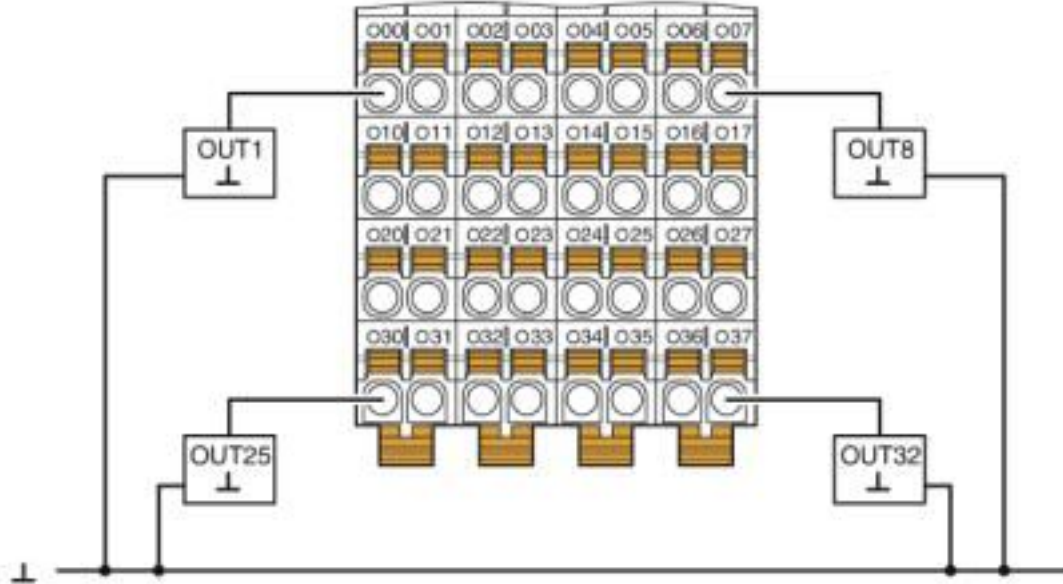 O00 O01 O02 O03 O04 O05 O06 O07
OUT1 OUT8
O10 O11 O12 O13 O14 O15 O16 O17
O20 O21 O22 O23 O24 O25 O26 O27
O30 O31 O32 O33 O34 O35 O36 O37
OUT25 OUT32